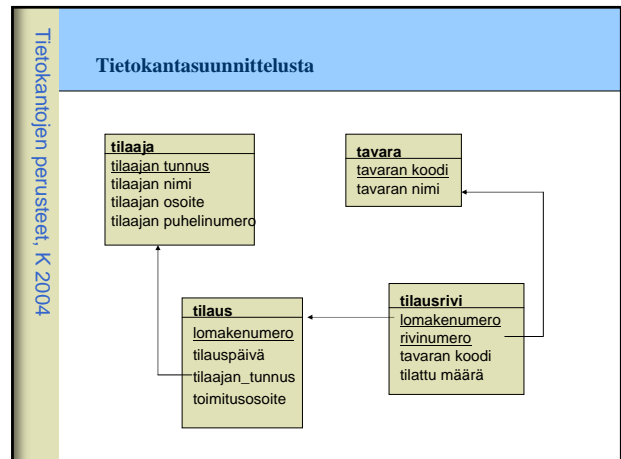 Tietokantojen perusteet, K 2004
Tietokantasuunnittelusta
tilaaja
tilaajan tunnus
tilaajan nimi
tilaajan osoite
tilaajan puhelinumero
tavara
tavaran koodi
tavaran nimi
tilaus
lomakenumero
tilauspäivä
tilaajan_tunnus
toimitusosoite
tilausrivi
lomakenumero
rivinumero
tavaran koodi
tilattu määrä